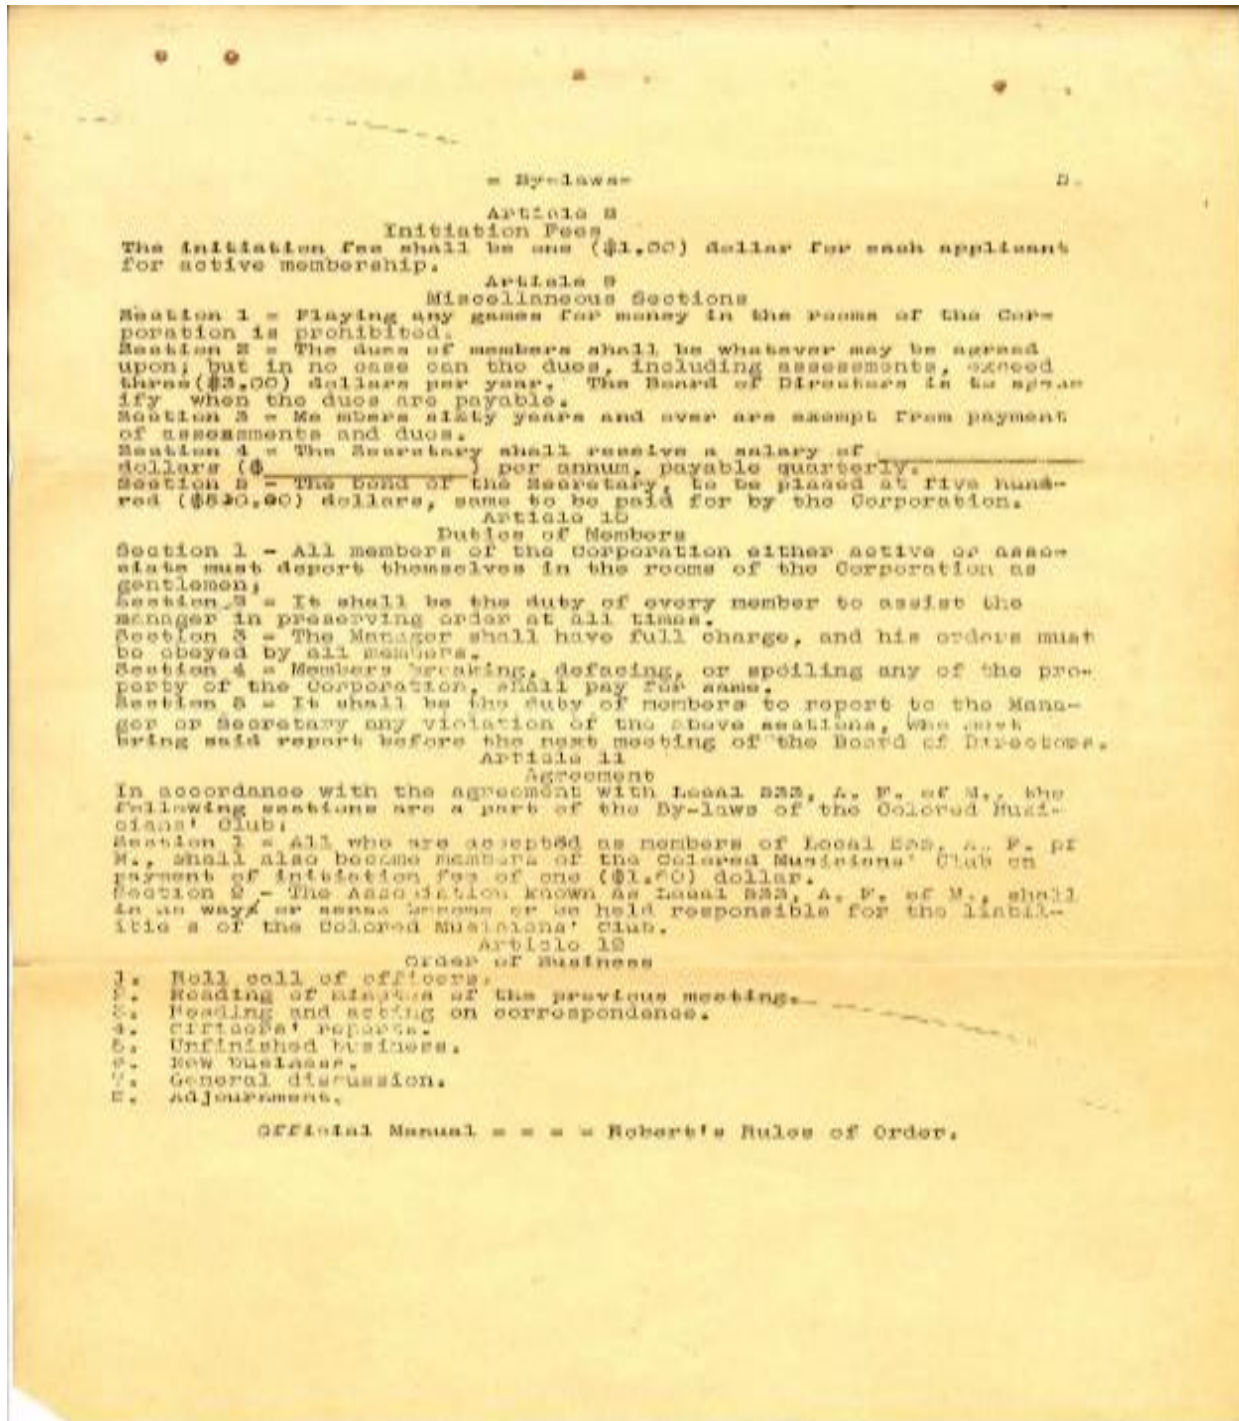 - By-laws-
Article 8
Initiation Fees
The initiation fee shall be one ($1.00) dollar for each applicant
for active membership.
Article 9
Miscellaneous Sections
Section 1 - Playing any games for money in the rooms of the Cor-
poration is prohibited.
Section 2 - The dues of members shall be whatever may be agreed
upon; but in no case can the dues, including assessments, exceed
three($3.00) dollars per year. The Board of Directors is to
ify when the dues are payable.
Section 3 - Me mbers sixty years and over are exempt from payment
of assessments and dues.
Section 4 - The Secretary shall receive a salary of ____________
dollars ($____________) per annum, payable quarterly.
Section 5 - The bond of the Secretary, to be placed at five hund-
red dollars, same to be paid for by the Corporation.
Article 10
Duties of Members
Section 1 - All members of the Corporation either active or asso-
ciate must deport themselves in the rooms of the Corporation as
gentlemen;
Section 2 - It shall be the duty of every member to assist the
manager in preserving order at all times.
Section 3 - The Manager shall have full charge, and his orders must
be obeyed by all members.
Section 4 - Members breaking, defacing, or spoiling any of the pro-
perty of the Corporation, shall pay for same.
Section 5 - It shall be the duty of members to report to the Mana-
ger or Secretary any violation of the above sections, who must
bring said report before the next meeting of the Board of Directors.
Article 11
Agreement
In accordance with the agreement with Local 533, A. F. of M., the
following sections are a part of the By-laws of the Colored Musi-
cians' Club:
Section 1 - All who are accepted as members of Local 533, A. F. of
M., shall also become members of the Colored Musicians' Club on
payment of initiation fee of one dollar.
Section 2 - The Association known as Local 533, A. F. of M., shall
in no way or sense become or be held responsible for the liabil-
itie s of the Colored Musicians' Club.
Article 12
Order of Business
1. Roll call of officers.
2. Reading of minutes of the previous meeting.
3. Reading and acting on correspondence.
4. Officers' reports.
5. Unfinished business.
6. New business.
7. General discussion.
8. Adjournment.
Official Manual - - - - Robert's Rules of Order.